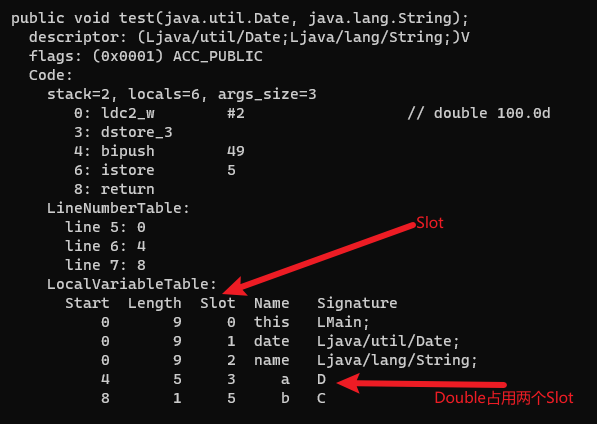 public void test(java.util.Date, java.lang.String);
descriptor: (Ljava/util/Date;Ljava/lang/String;)V
flags: (0x0001) ACC_PUBLIC
Code:
stack=2, locals=6, args_size=3
0: ldc2_w #2 // double 100.0d
3: dstore_3
4: bipush 49
6: istore 5
8: return
LineNumberTable:
line 5: 0
line 6: 4
line 7: 8
Slot
LocalVariableTable:
Start Length Slot Name Signature
0 9 0 this LMain;
0 9 1 date Ljava/util/Date;
0 9 2 name Ljava/lang/String;
4 5 3 a D
8 1 5 b C
Double占用两个Slot